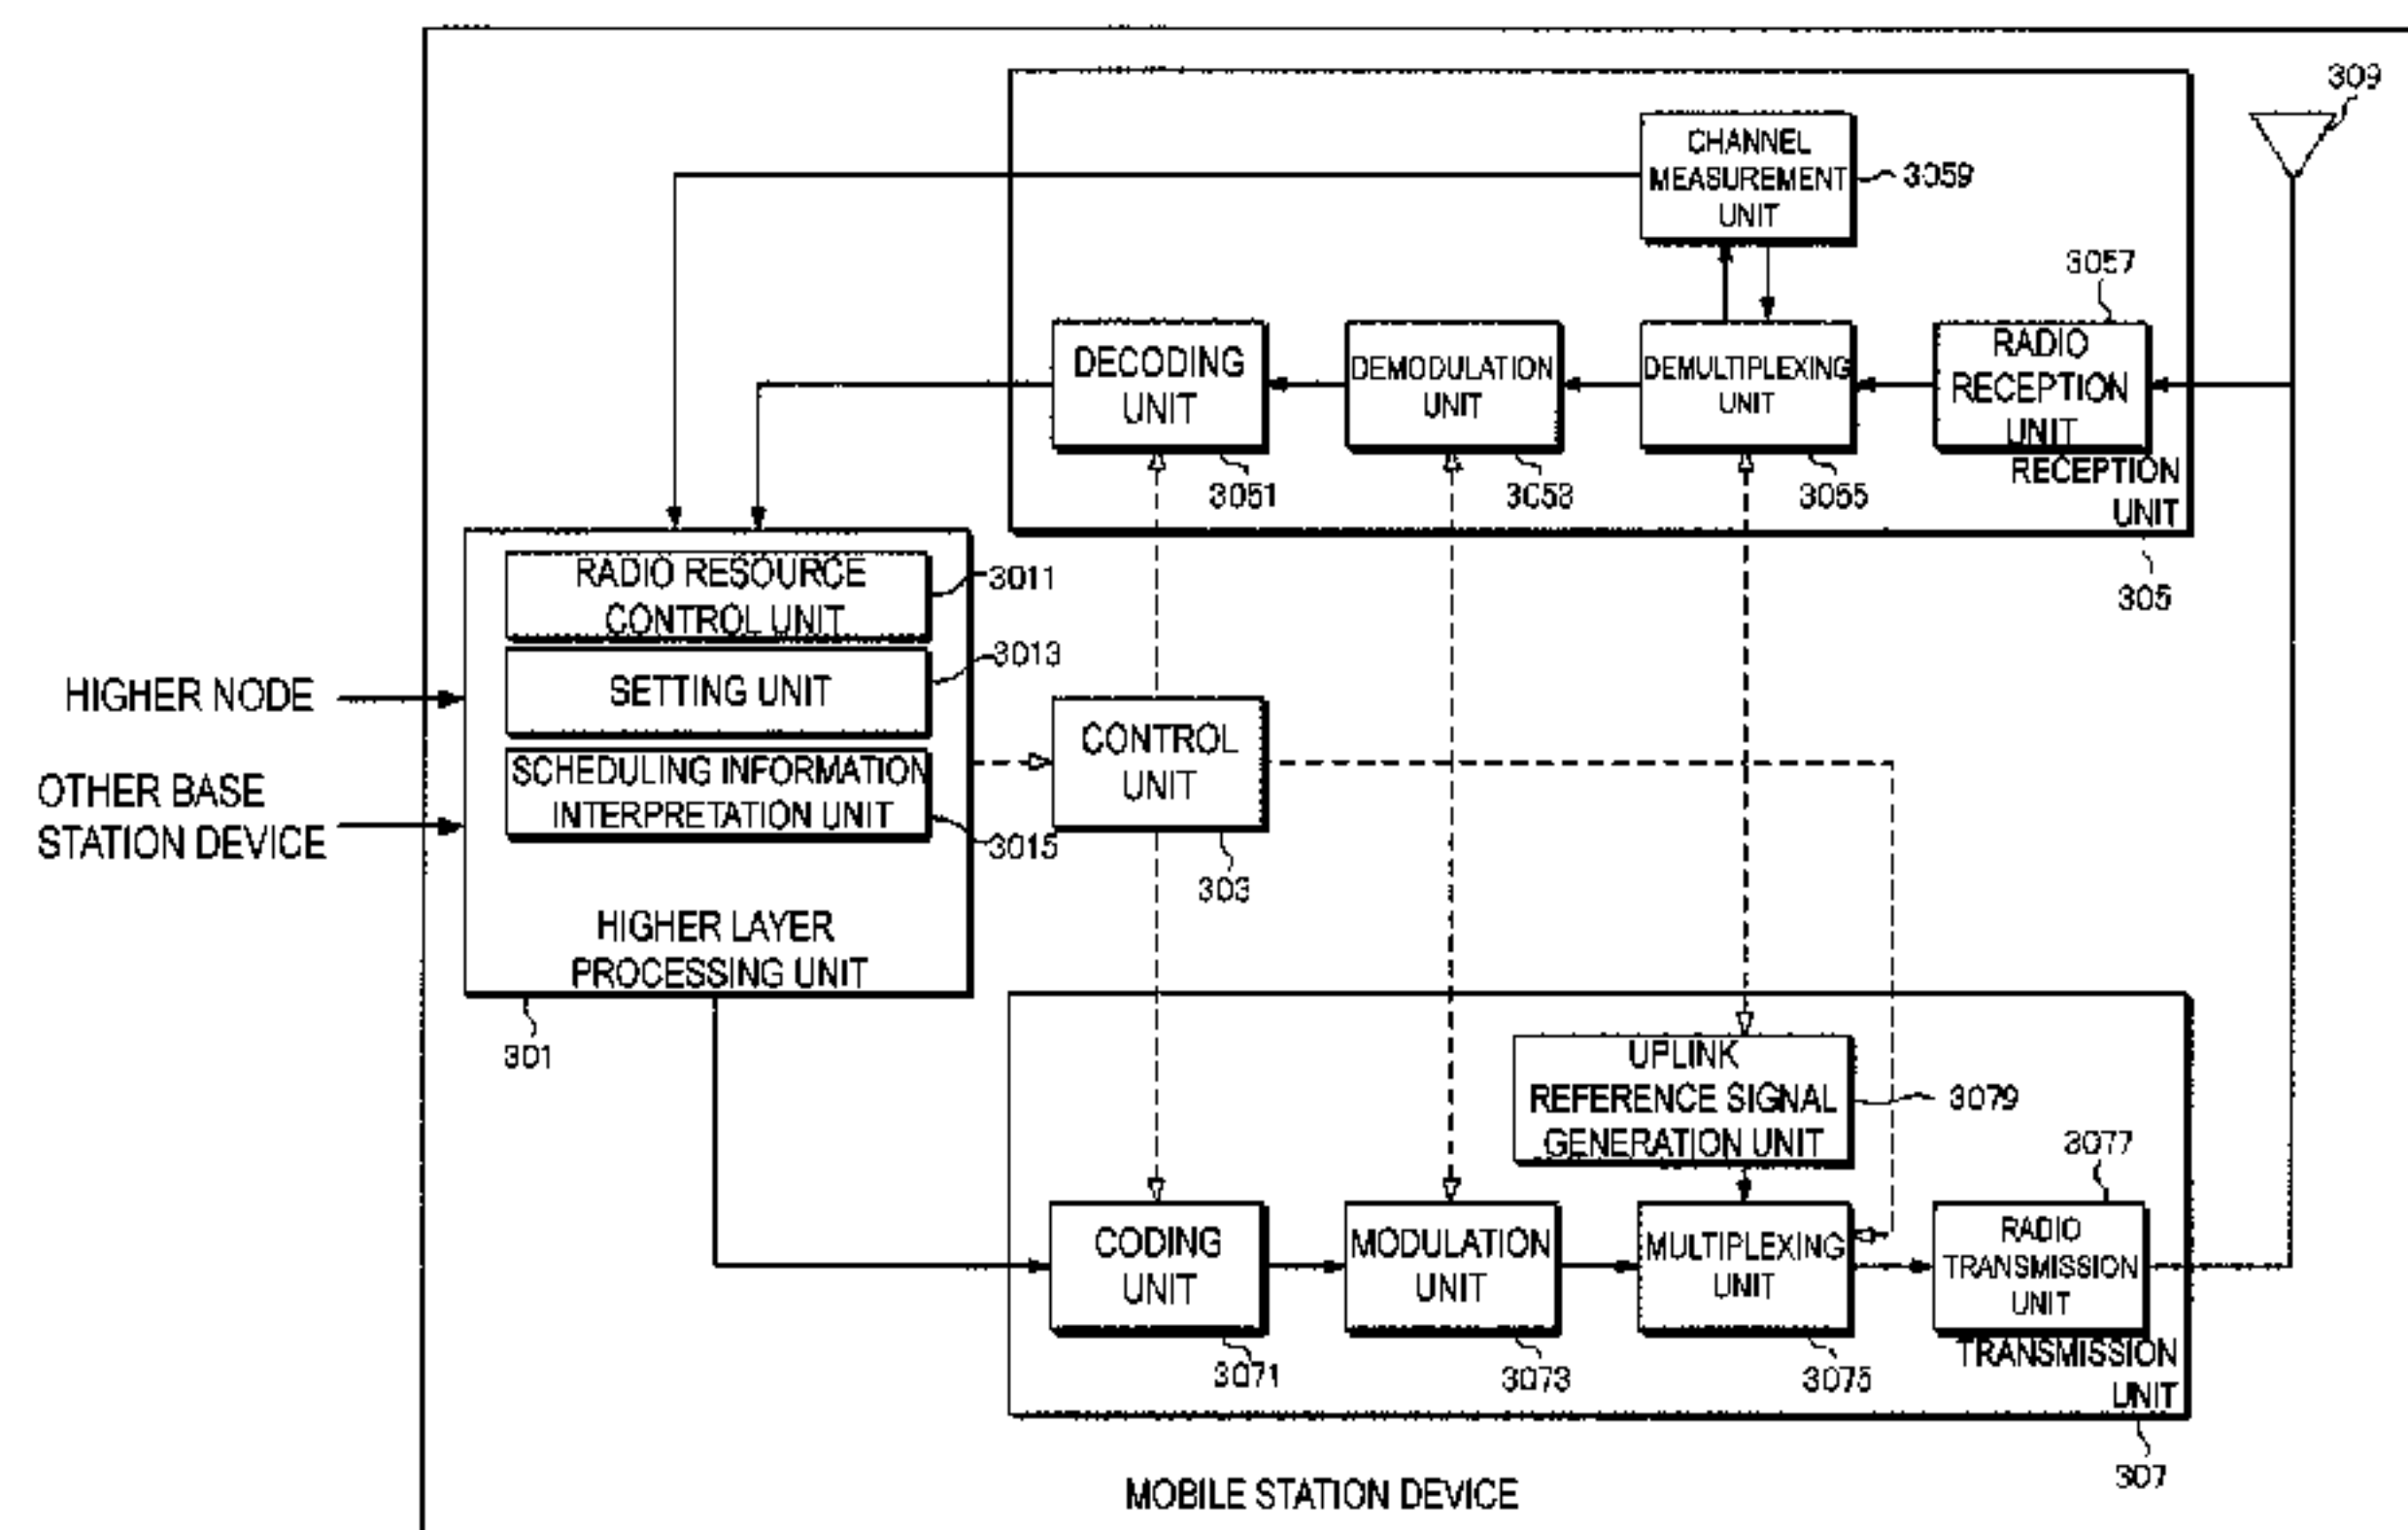 309
CHANNEL
MEASUREMENT
UNIT
3059
3057
DECODING
UNIT
DEMODULATION
UNIT
DEMULTIPLEXING
UNIT
RADIO
RECEPTION
UNIT
3051
3053
3055
RECEPTION
UNIT
305
RADIO RESOURCE
CONTROL UNIT
3011
SETTING UNIT
3013
SCHEDULING INFORMATION
INTERPRETATION UNIT
3015
HIGHER LAYER
PROCESSING UNIT
301
HIGHER NODE
OTHER BASE
STATION DEVICE
CONTROL
UNIT
303
UPLINK
REFERENCE SIGNAL
GENERATION UNIT
3079
3077
CODING
UNIT
MODULATION
UNIT
MULTIPLEXING
UNIT
RADIO
TRANSMISSION
UNIT
3071
3073
3075
TRANSMISSION
UNIT
307
MOBILE STATION DEVICE